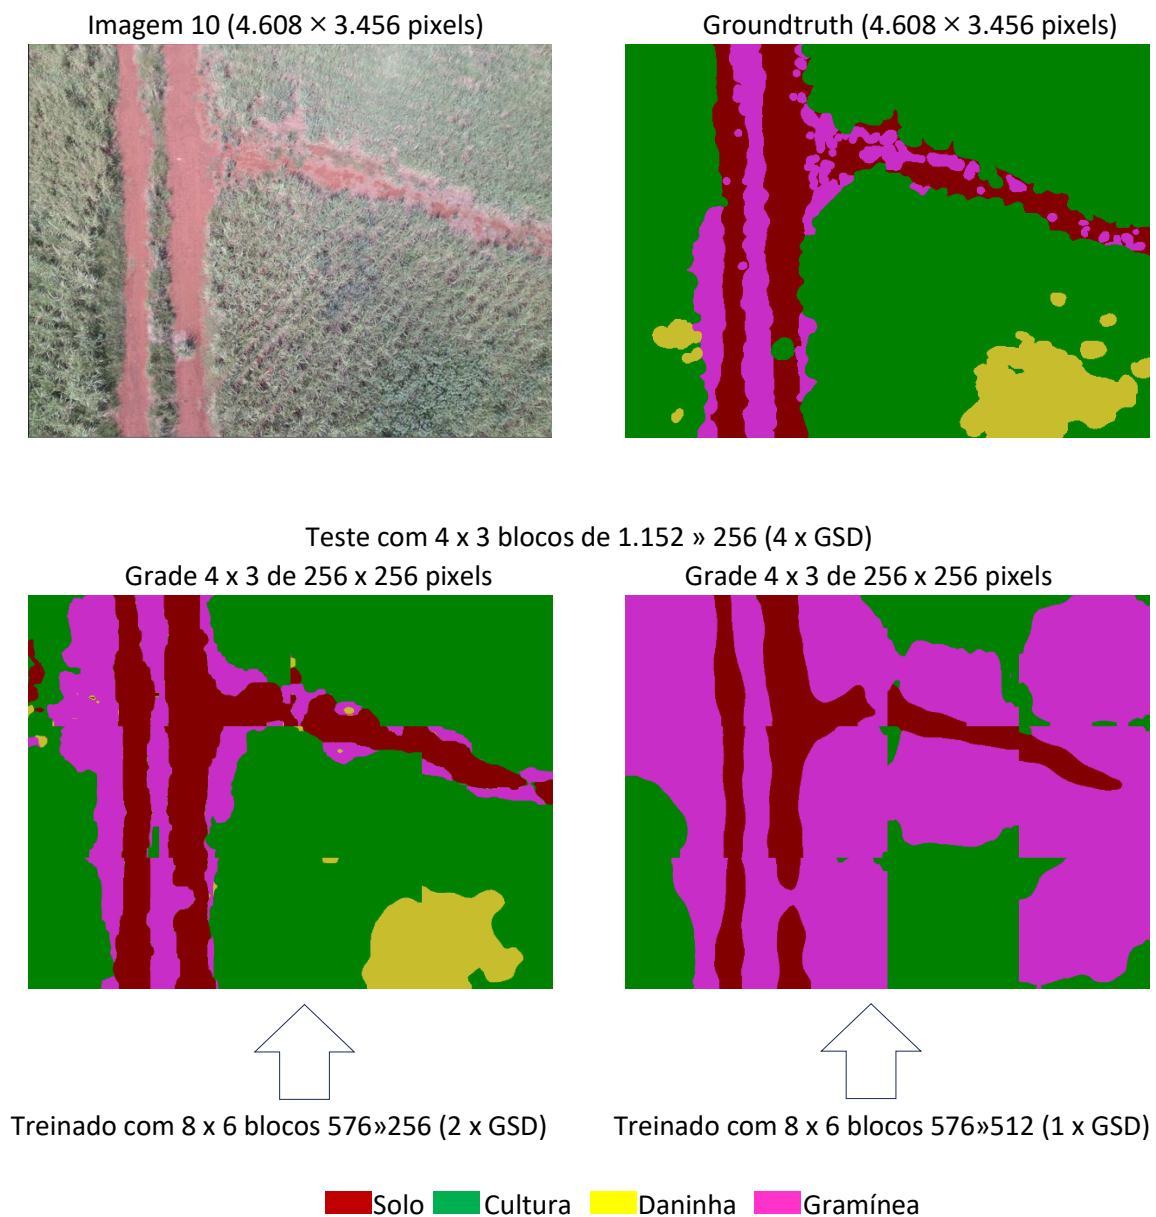 Imagem 10 (4.608 × 3.456 pixels)
Groundtruth (4.608 × 3.456 pixels)
Teste com 4 x 3 blocos de 1.152 » 256 (4 x GSD)
Grade 4 x 3 de 256 x 256 pixels
Grade 4 x 3 de 256 x 256 pixels
Treinado com 8 x 6 blocos 576»256 (2 x GSD)
Treinado com 8 x 6 blocos 576»512 (1 x GSD)
Solo Cultura Daninha Gramínea